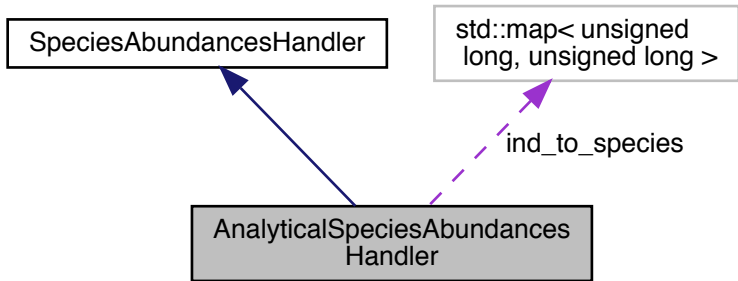 SpeciesAbundancesHandler
std::map< unsigned
long, unsigned long >
ind_to_species
AnalyticalSpeciesAbundances
Handler